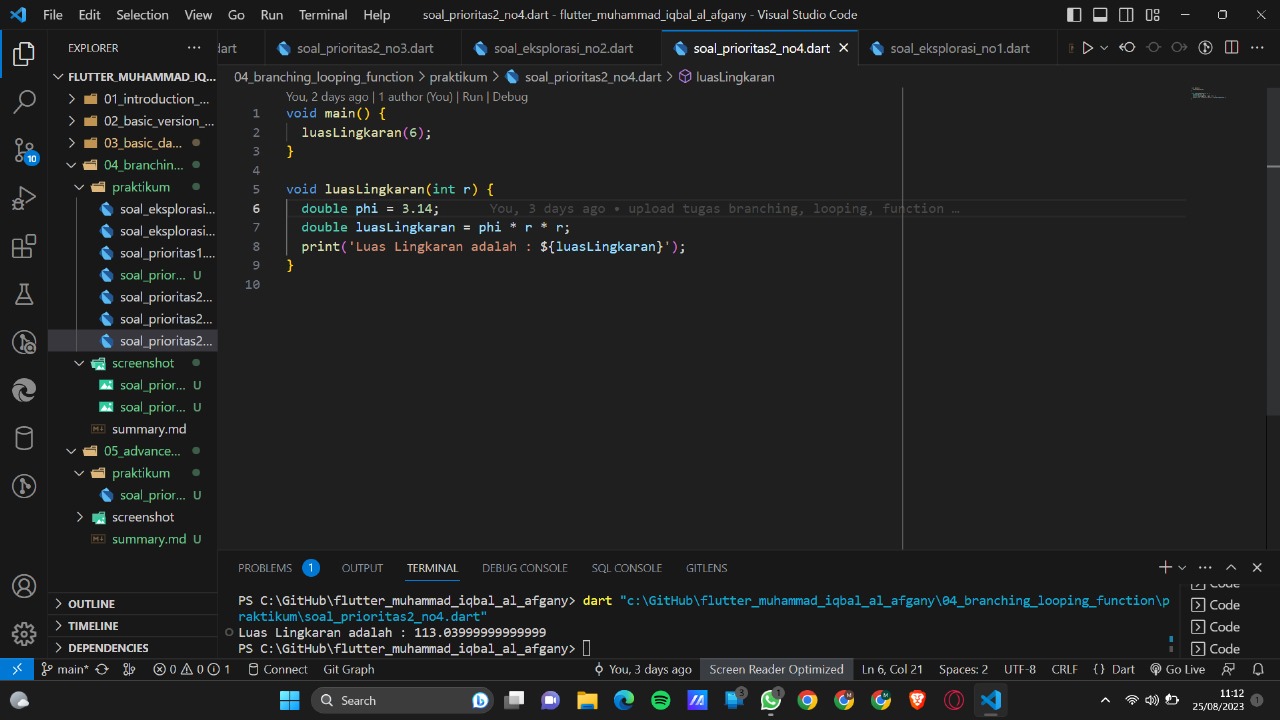 File Edit Selection View Go Run Terminal Help
soal_prioritas2_no4.dart - flutter_muhammad_iqbal_al_afgany - Visual Studio Code
EXPLORER
dart soal_prioritas2_no3.dart soal_eksplorasi_no2.dart soal_prioritas2_no4.dart soal_eksplorasi_no1.dart
FLUTTER_MUHAMMAD_IQ...
01_introduction_...
02_basic_version_...
03_basic_da...
04_branchin...
praktikum
soal_eksplorasi...
soal_eksplorasi...
soal_prioritas1....
soal_prior... U
soal_prioritas2...
soal_prioritas2...
soal_prioritas2...
screenshot
soal_prior... U
soal_prior... U
summary.md
05_advance...
praktikum
soal_prior... U
screenshot
summary.md U
OUTLINE
TIMELINE
DEPENDENCIES
10
04_branching_looping_function > praktikum > soal_prioritas2_no4.dart > luasLingkaran
You, 2 days ago | 1 author (You) | Run | Debug
1 void main() {
2 luasLingkaran(6);
3 }
4
5 void luasLingkaran(int r) {
6 double phi = 3.14; You, 3 days ago • upload tugas branching, looping, function …
7 double luasLingkaran = phi * r * r;
8 print('Luas Lingkaran adalah : ${luasLingkaran}');
9 }
10
PROBLEMS 1 OUTPUT TERMINAL DEBUG CONSOLE SQL CONSOLE GITLENS
PS C:\GitHub\flutter_muhammad_iqbal_al_afgany> dart "c:\GitHub\flutter_muhammad_iqbal_al_afgany\04_branching_looping_function\p
raktikum\soal_prioritas2_no4.dart"
Luas Lingkaran adalah : 113.03999999999999
PS C:\GitHub\flutter_muhammad_iqbal_al_afgany>
Code
Code
Code
Code
main* 0 0 1 Connect Git Graph You, 3 days ago Screen Reader Optimized Ln 6, Col 21 Spaces: 2 UTF-8 CRLF {} Dart Go Live
Search
3
1
11:12
25/08/2023
1